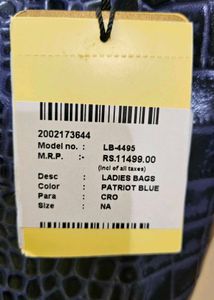 2002173644
Model no. : LB-4495
M.R.P. :- RS.11499.00
(incl of all taxes)
Desc : LADIES BAGS
Color : PATRIOT BLUE
Para : CRO
Size : NA